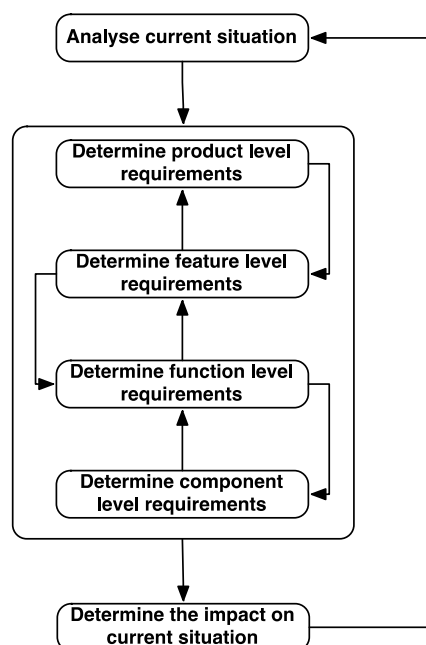 Analyse current situation
Determine product level
requirements
Determine feature level
requirements
Determine function level
requirements
Determine component
level requirements
Determine the impact on
current situation